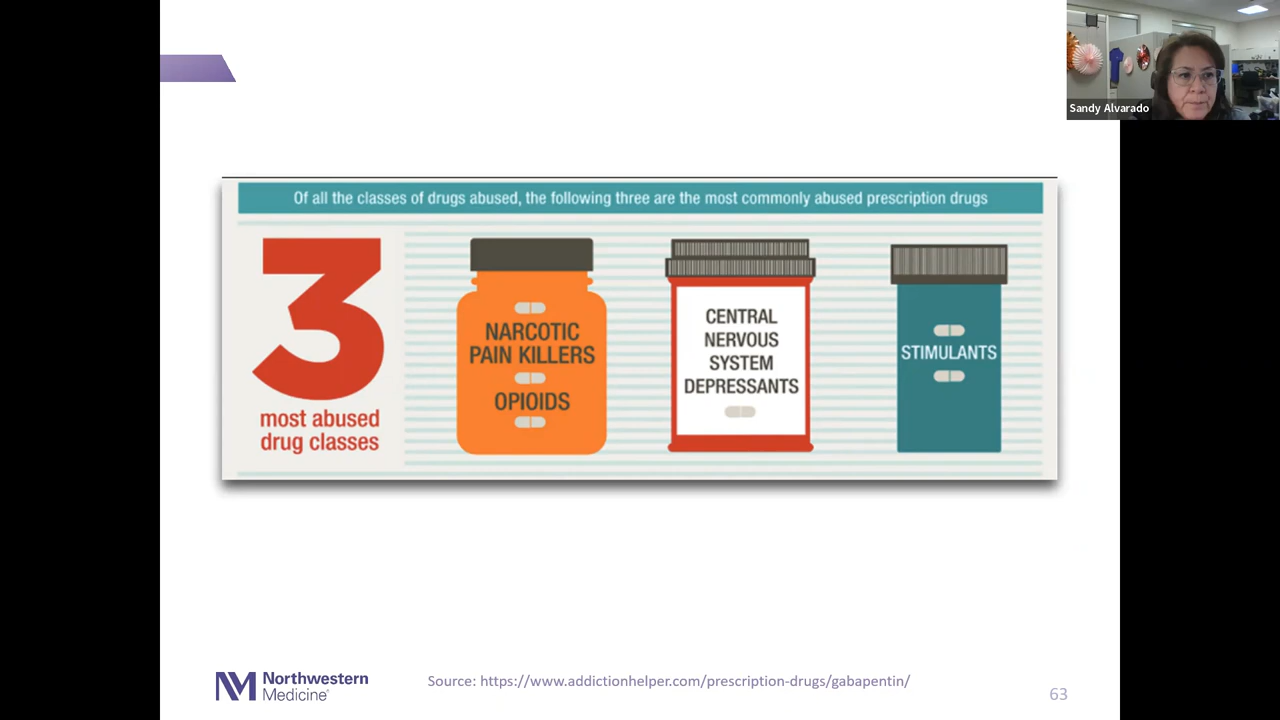 Sandy Alvarado
Of all the classes of drugs abused, the following three are the most commonly abused prescription drugs
3
most abused
drug classes
NARCOTIC
PAIN KILLERS
OPIOIDS
CENTRAL
NERVOUS
SYSTEM
DEPRESSANTS
STIMULANTS
NM
Northwestern
Medicine®
Source: https://www.addictionhelper.com/prescription-drugs/gabapentin/
63